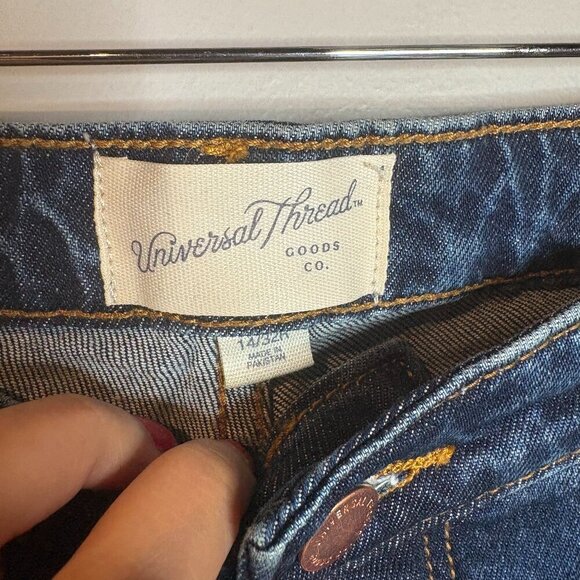 Universal Thread™
GOODS
CO.
14/32R
MADE IN
PAKISTAN